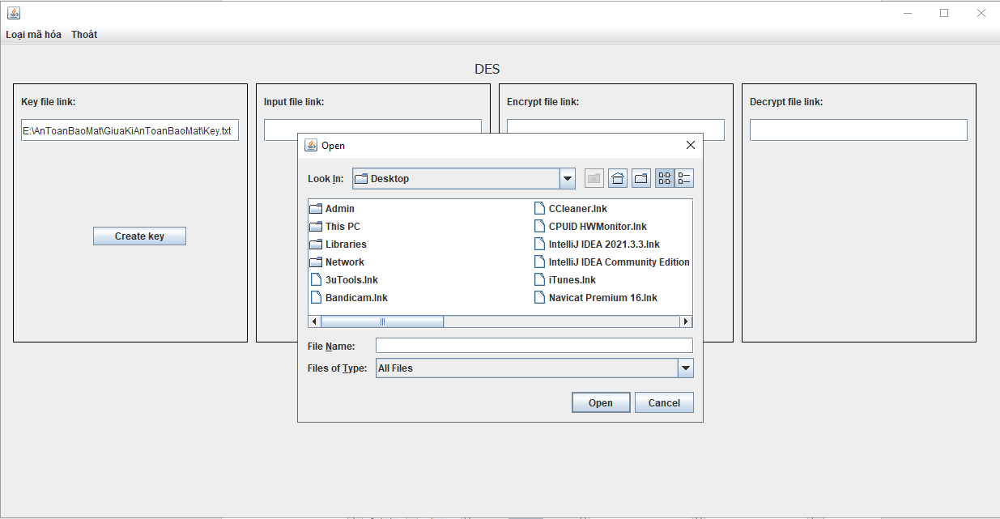 Loại mã hóa Thoát
DES
Key file link:
E:\AnToanBaoMat\GiuaKiAnToanBaoMat\Key.txt
Create key
Input file link:
Encrypt file link:
Decrypt file link:
Open
Look In: Desktop
Admin
This PC
Libraries
Network
3uTools.lnk
Bandicam.lnk
CCleaner.lnk
CPUID HWMonitor.lnk
IntelliJ IDEA 2021.3.3.lnk
IntelliJ IDEA Community Edition
iTunes.lnk
Navicat Premium 16.lnk
File Name:
Files of Type: All Files
Open Cancel